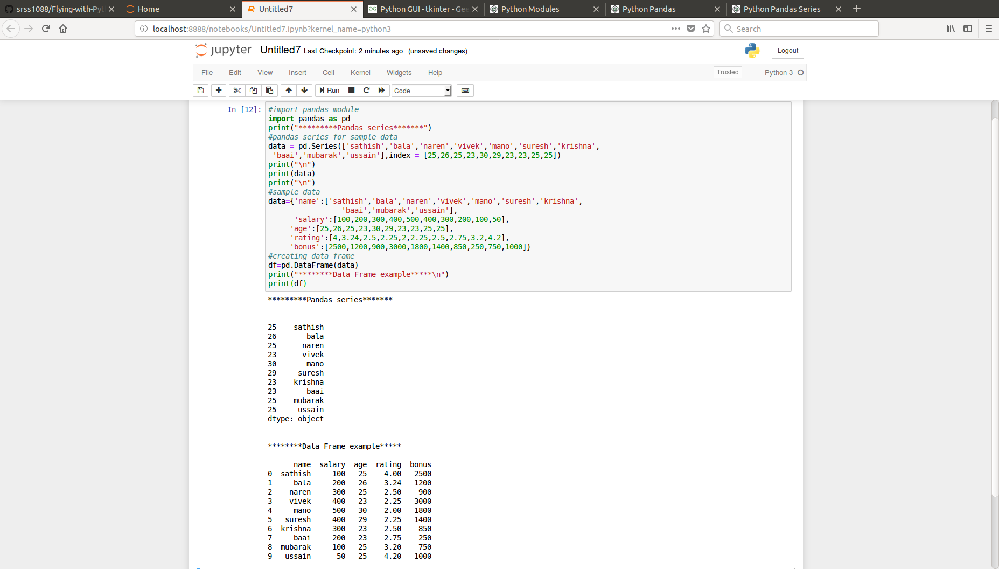 srss1088/Flying-with-Pyt
Home
Untitled7
Python GUI - tkinter - Gee
Python Modules
Python Pandas
Python Pandas Series
localhost:8888/notebooks/Untitled7.ipynb?kernel_name=python3
Search
jupyter Untitled7 Last Checkpoint: 2 minutes ago (unsaved changes)
Logout
File Edit View Insert Cell Kernel Widgets Help
Trusted
Python 3
Run
Code
In [12]:
#import pandas module
import pandas as pd
print("*********Pandas series*******")
#pandas series for sample data
data = pd.Series(['sathish','bala','naren','vivek','mano','suresh','krishna',
 'baai','mubarak','ussain'],index = [25,26,25,23,30,29,23,23,25,25])
print("\n")
print(data)
print("\n")
#sample data
data={'name':['sathish','bala','naren','vivek','mano','suresh','krishna',
                 'baai','mubarak','ussain'],
      'salary':[100,200,300,400,500,400,300,200,100,50],
     'age':[25,26,25,23,30,29,23,23,25,25],
     'rating':[4,3.24,2.5,2.25,2,2.25,2.5,2.75,3.2,4.2],
     'bonus':[2500,1200,900,3000,1800,1400,850,250,750,1000]}
#creating data frame
df=pd.DataFrame(data)
print("********Data Frame example*****\n")
print(df)
*********Pandas series*******
25    sathish
26       bala
25      naren
23      vivek
30       mano
29     suresh
23    krishna
23       baai
25    mubarak
25     ussain
dtype: object
********Data Frame example*****
      name  salary  age  rating  bonus
0  sathish     100   25    4.00   2500
1     bala     200   26    3.24   1200
2    naren     300   25    2.50    900
3    vivek     400   23    2.25   3000
4     mano     500   30    2.00   1800
5   suresh     400   29    2.25   1400
6  krishna     300   23    2.50    850
7     baai     200   23    2.75    250
8  mubarak     100   25    3.20    750
9   ussain      50   25    4.20   1000